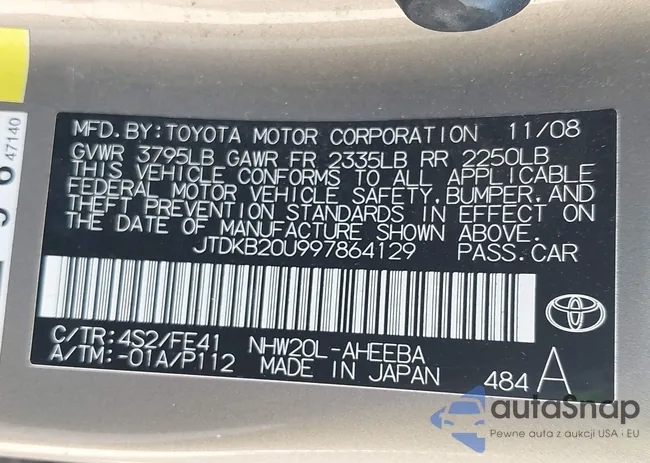 MFD. BY: TOYOTA MOTOR CORPORATION 11/08
GVWR 3795LB GAWR FR 2335LB RR 2250LB
THIS VEHICLE CONFORMS TO ALL APPLICABLE
FEDERAL MOTOR VEHICLE SAFETY, BUMPER, AND
THEFT PREVENTION STANDARDS IN EFFECT ON
THE DATE OF MANUFACTURE SHOWN ABOVE.
JTDKB20U997864129 PASS. CAR
C/TR: 4S2/FE41 NHW20L-AHEEBA
A/TM: -01A/P112 MADE IN JAPAN 484 A
47140
autoSnap
Pewne auta z aukcji USA i EU